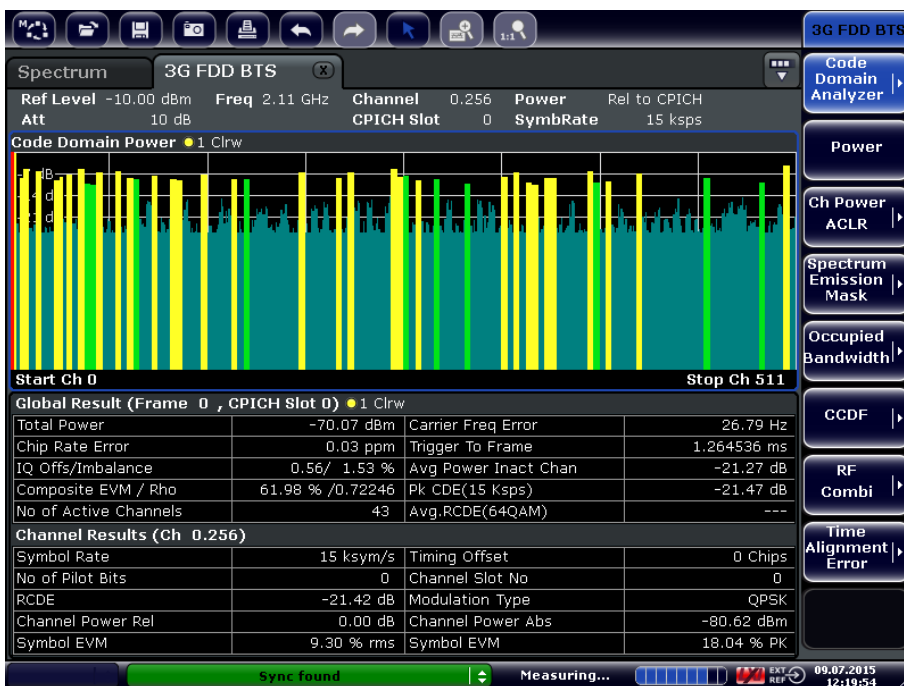 1:1
3G FDD BTS
Spectrum
3G FDD BTS X
Ref Level -10.00 dBm Freq 2.11 GHz Channel 0.256 Power Rel to CPICH
Att 10 dB CPICH Slot 0 SymbRate 15 ksps
Code Domain Power 1 Clrw
Start Ch 0 Stop Ch 511
Global Result (Frame 0 , CPICH Slot 0) 1 Clrw
Total Power -70.07 dBm Carrier Freq Error 26.79 Hz
Chip Rate Error 0.03 ppm Trigger To Frame 1.264536 ms
IQ Offs/Imbalance 0.56/ 1.53 % Avg Power Inact Chan -21.27 dB
Composite EVM / Rho 61.98 % /0.72246 Pk CDE(15 Ksps) -21.47 dB
No of Active Channels 43 Avg.RCDE(64QAM) ---
Channel Results (Ch 0.256)
Symbol Rate 15 ksym/s Timing Offset 0 Chips
No of Pilot Bits 0 Channel Slot No 0
RCDE -21.42 dB Modulation Type QPSK
Channel Power Rel 0.00 dB Channel Power Abs -80.62 dBm
Symbol EVM 9.30 % rms Symbol EVM 18.04 % PK
Code
Domain
Analyzer
Power
Ch Power
ACLR
Spectrum
Emission
Mask
Occupied
Bandwidth
CCDF
RF
Combi
Time
Alignment
Error
Sync found Measuring... EXT
REF
09.07.2015
12:19:54